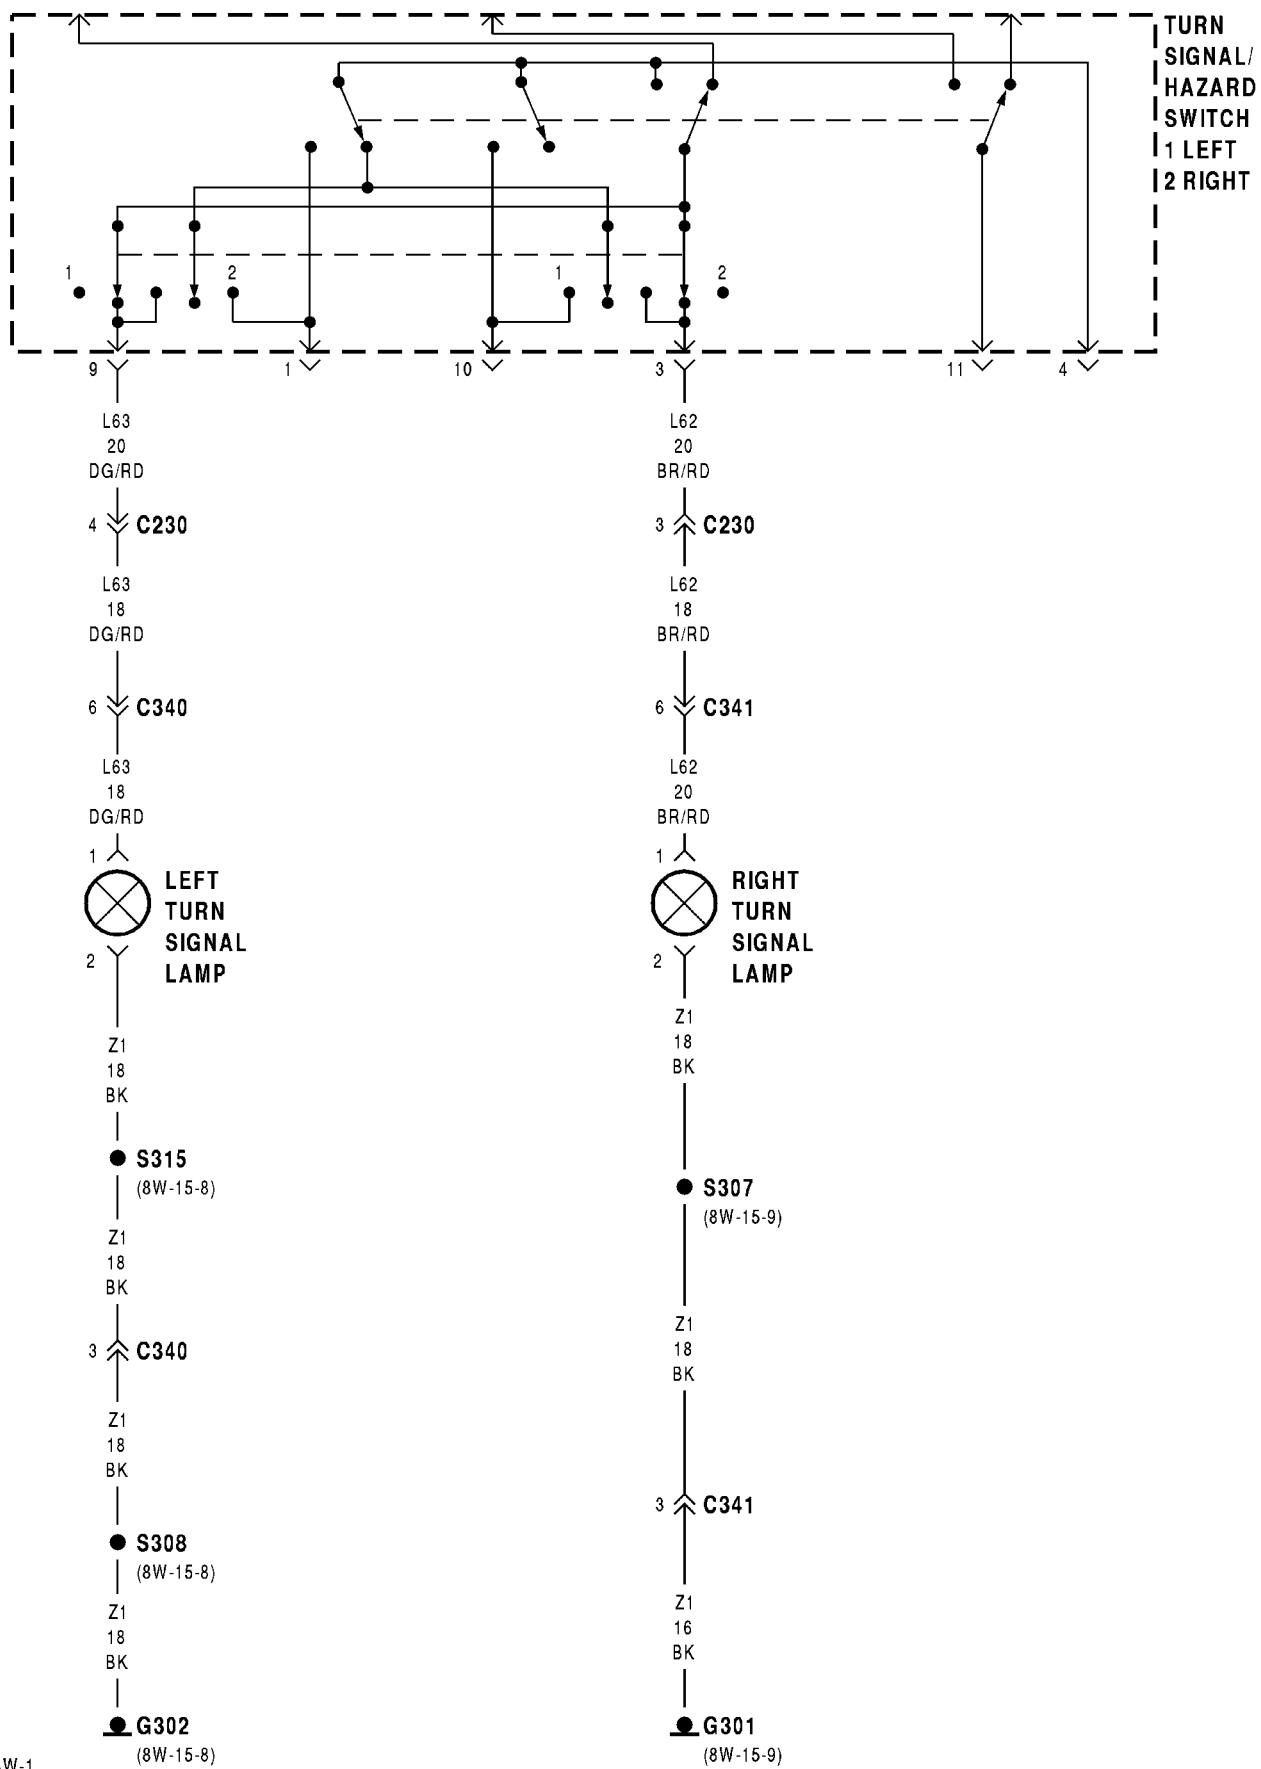 TURN
SIGNAL/
HAZARD
SWITCH
1 LEFT
2 RIGHT
1
2
1
2
9
1
10
3
11
4
L63
20
DG/RD
L62
20
BR/RD
4
C230
3
C230
L63
18
DG/RD
L62
18
BR/RD
6
C340
6
C341
L63
18
DG/RD
L62
20
BR/RD
1
1
LEFT
TURN
SIGNAL
LAMP
RIGHT
TURN
SIGNAL
LAMP
2
2
Z1
18
BK
Z1
18
BK
S315
(8W-15-8)
S307
(8W-15-9)
Z1
18
BK
Z1
18
BK
3
C340
Z1
18
BK
3
C341
S308
(8W-15-8)
Z1
18
BK
Z1
16
BK
G302
(8W-15-8)
G301
(8W-15-9)